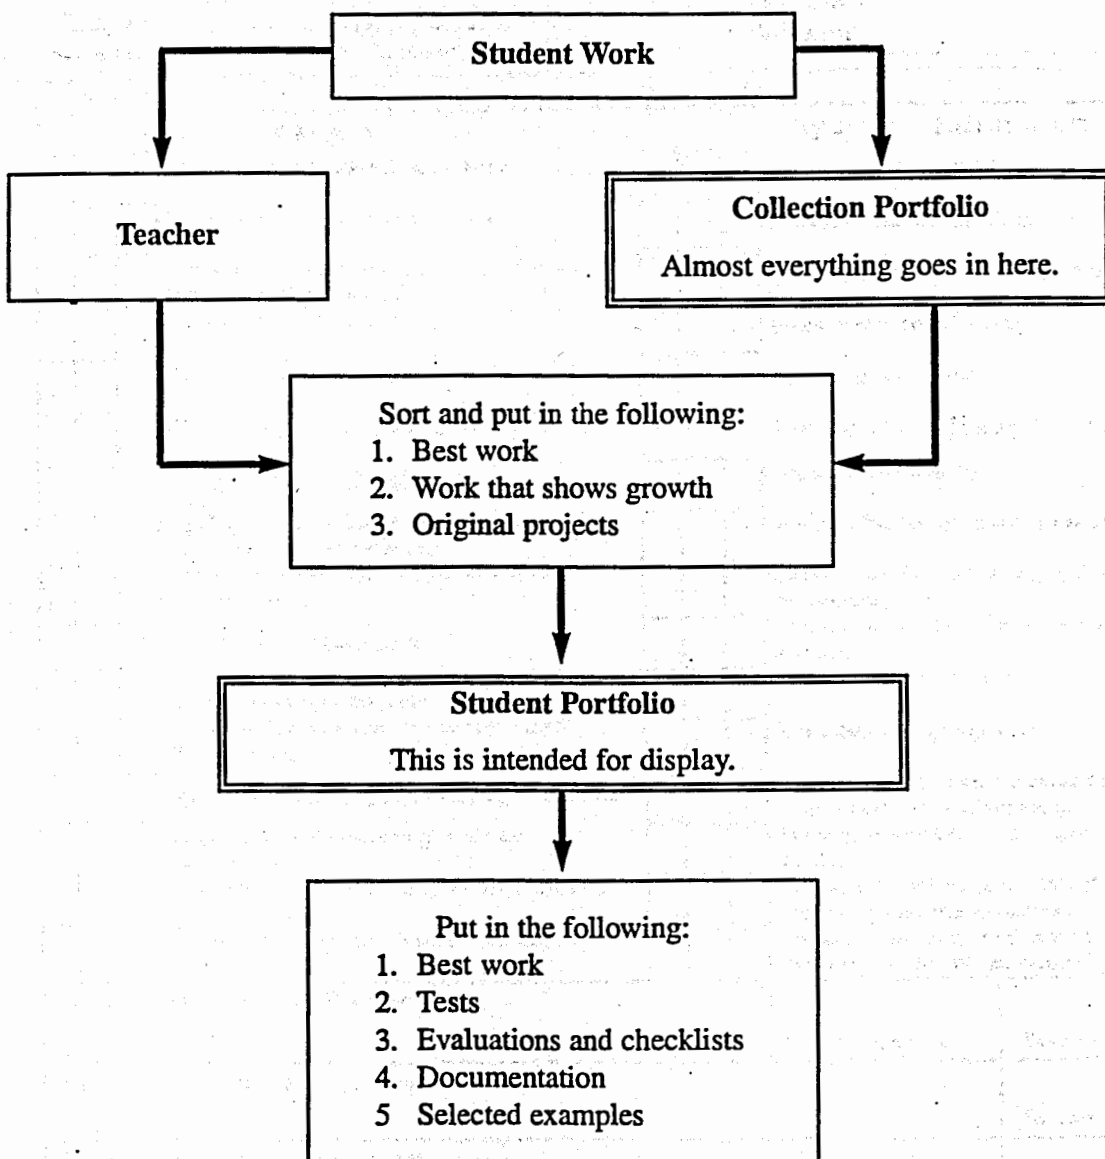 Student Work
Teacher
Collection Portfolio
Almost everything goes in here.
Sort and put in the following:
1. Best work
2. Work that shows growth
3. Original projects
Student Portfolio
This is intended for display.
Put in the following:
1. Best work
2. Tests
3. Evaluations and checklists
4. Documentation
5 Selected examples